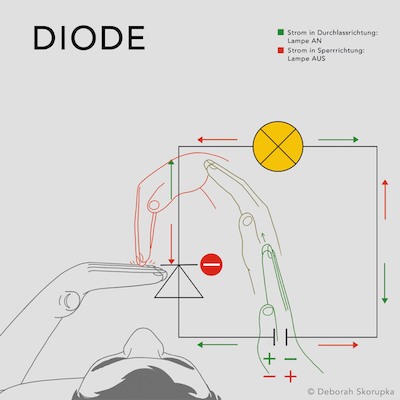 DIODE
Strom in Durchlassrichtung:
Lampe AN
Strom in Sperrrichtung:
Lampe AUS
+ −
− +
© Deborah Skorupka